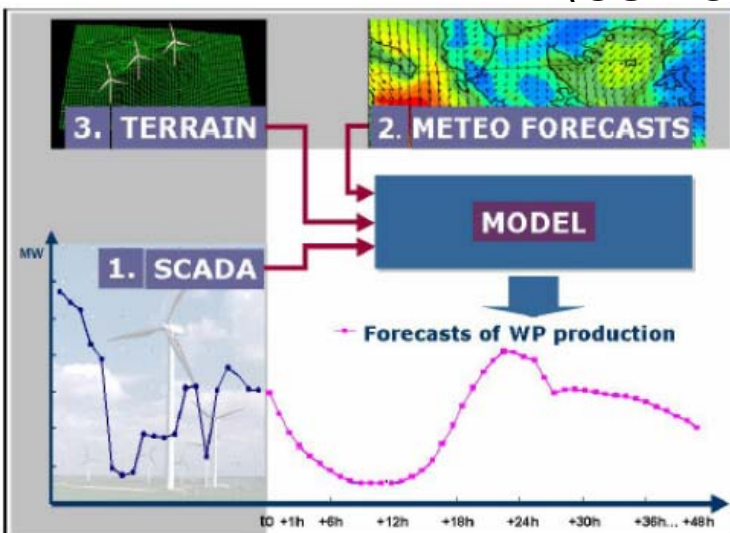 3. TERRAIN
2. METEO FORECASTS
MODEL
MW
1. SCADA
Forecasts of WP production
t0 +1h +6h +12h +18h +24h +30h +36h... +48h